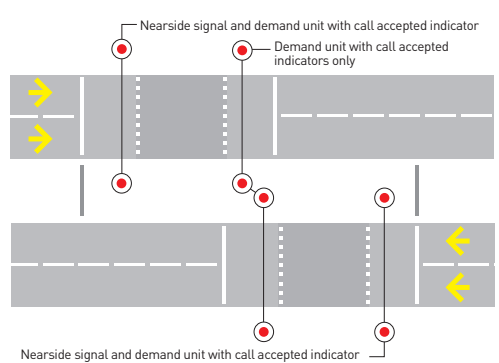 Nearside signal and demand unit with call accepted indicator
Demand unit with call accepted
indicators only
Nearside signal and demand unit with call accepted indicator